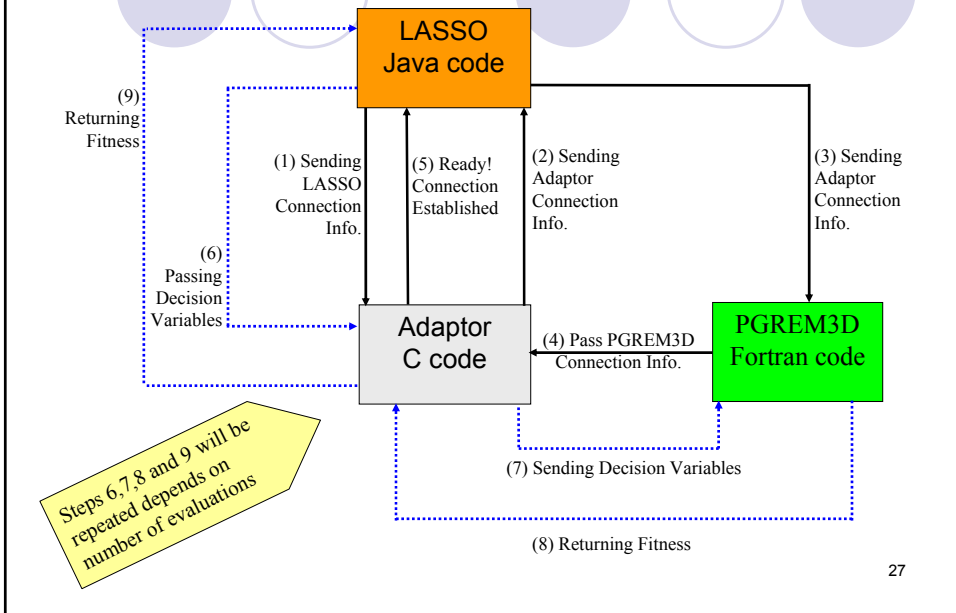 LASSO
Java code
(9)
Returning
Fitness
(1) Sending
LASSO
Connection
Info.
(5) Ready!
Connection
Established
(2) Sending
Adaptor
Connection
Info.
(3) Sending
Adaptor
Connection
Info.
(6)
Passing
Decision
Variables
Adaptor
C code
(4) Pass PGREM3D
Connection Info.
PGREM3D
Fortran code
Steps 6,7,8 and 9 will be
repeated depends on
number of evaluations
(7) Sending Decision Variables
(8) Returning Fitness
27